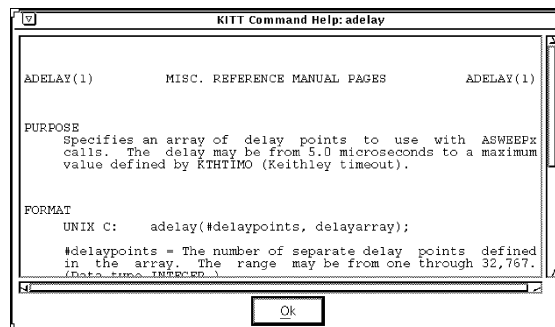 KITT Command Help: adelay
ADELAY(1) MISC. REFERENCE MANUAL PAGES ADELAY(1)
PURPOSE
Specifies an array of delay points to use with ASWEEPx
calls. The delay may be from 5.0 microseconds to a maximum
value defined by KTHTIMO (Keithley timeout).
FORMAT
UNIX C: adelay(#delaypoints, delayarray);
#delaypoints = The number of separate delay points defined
in the array. The range may be from one through 32,767.
(Data type INTEGER.)
Ok